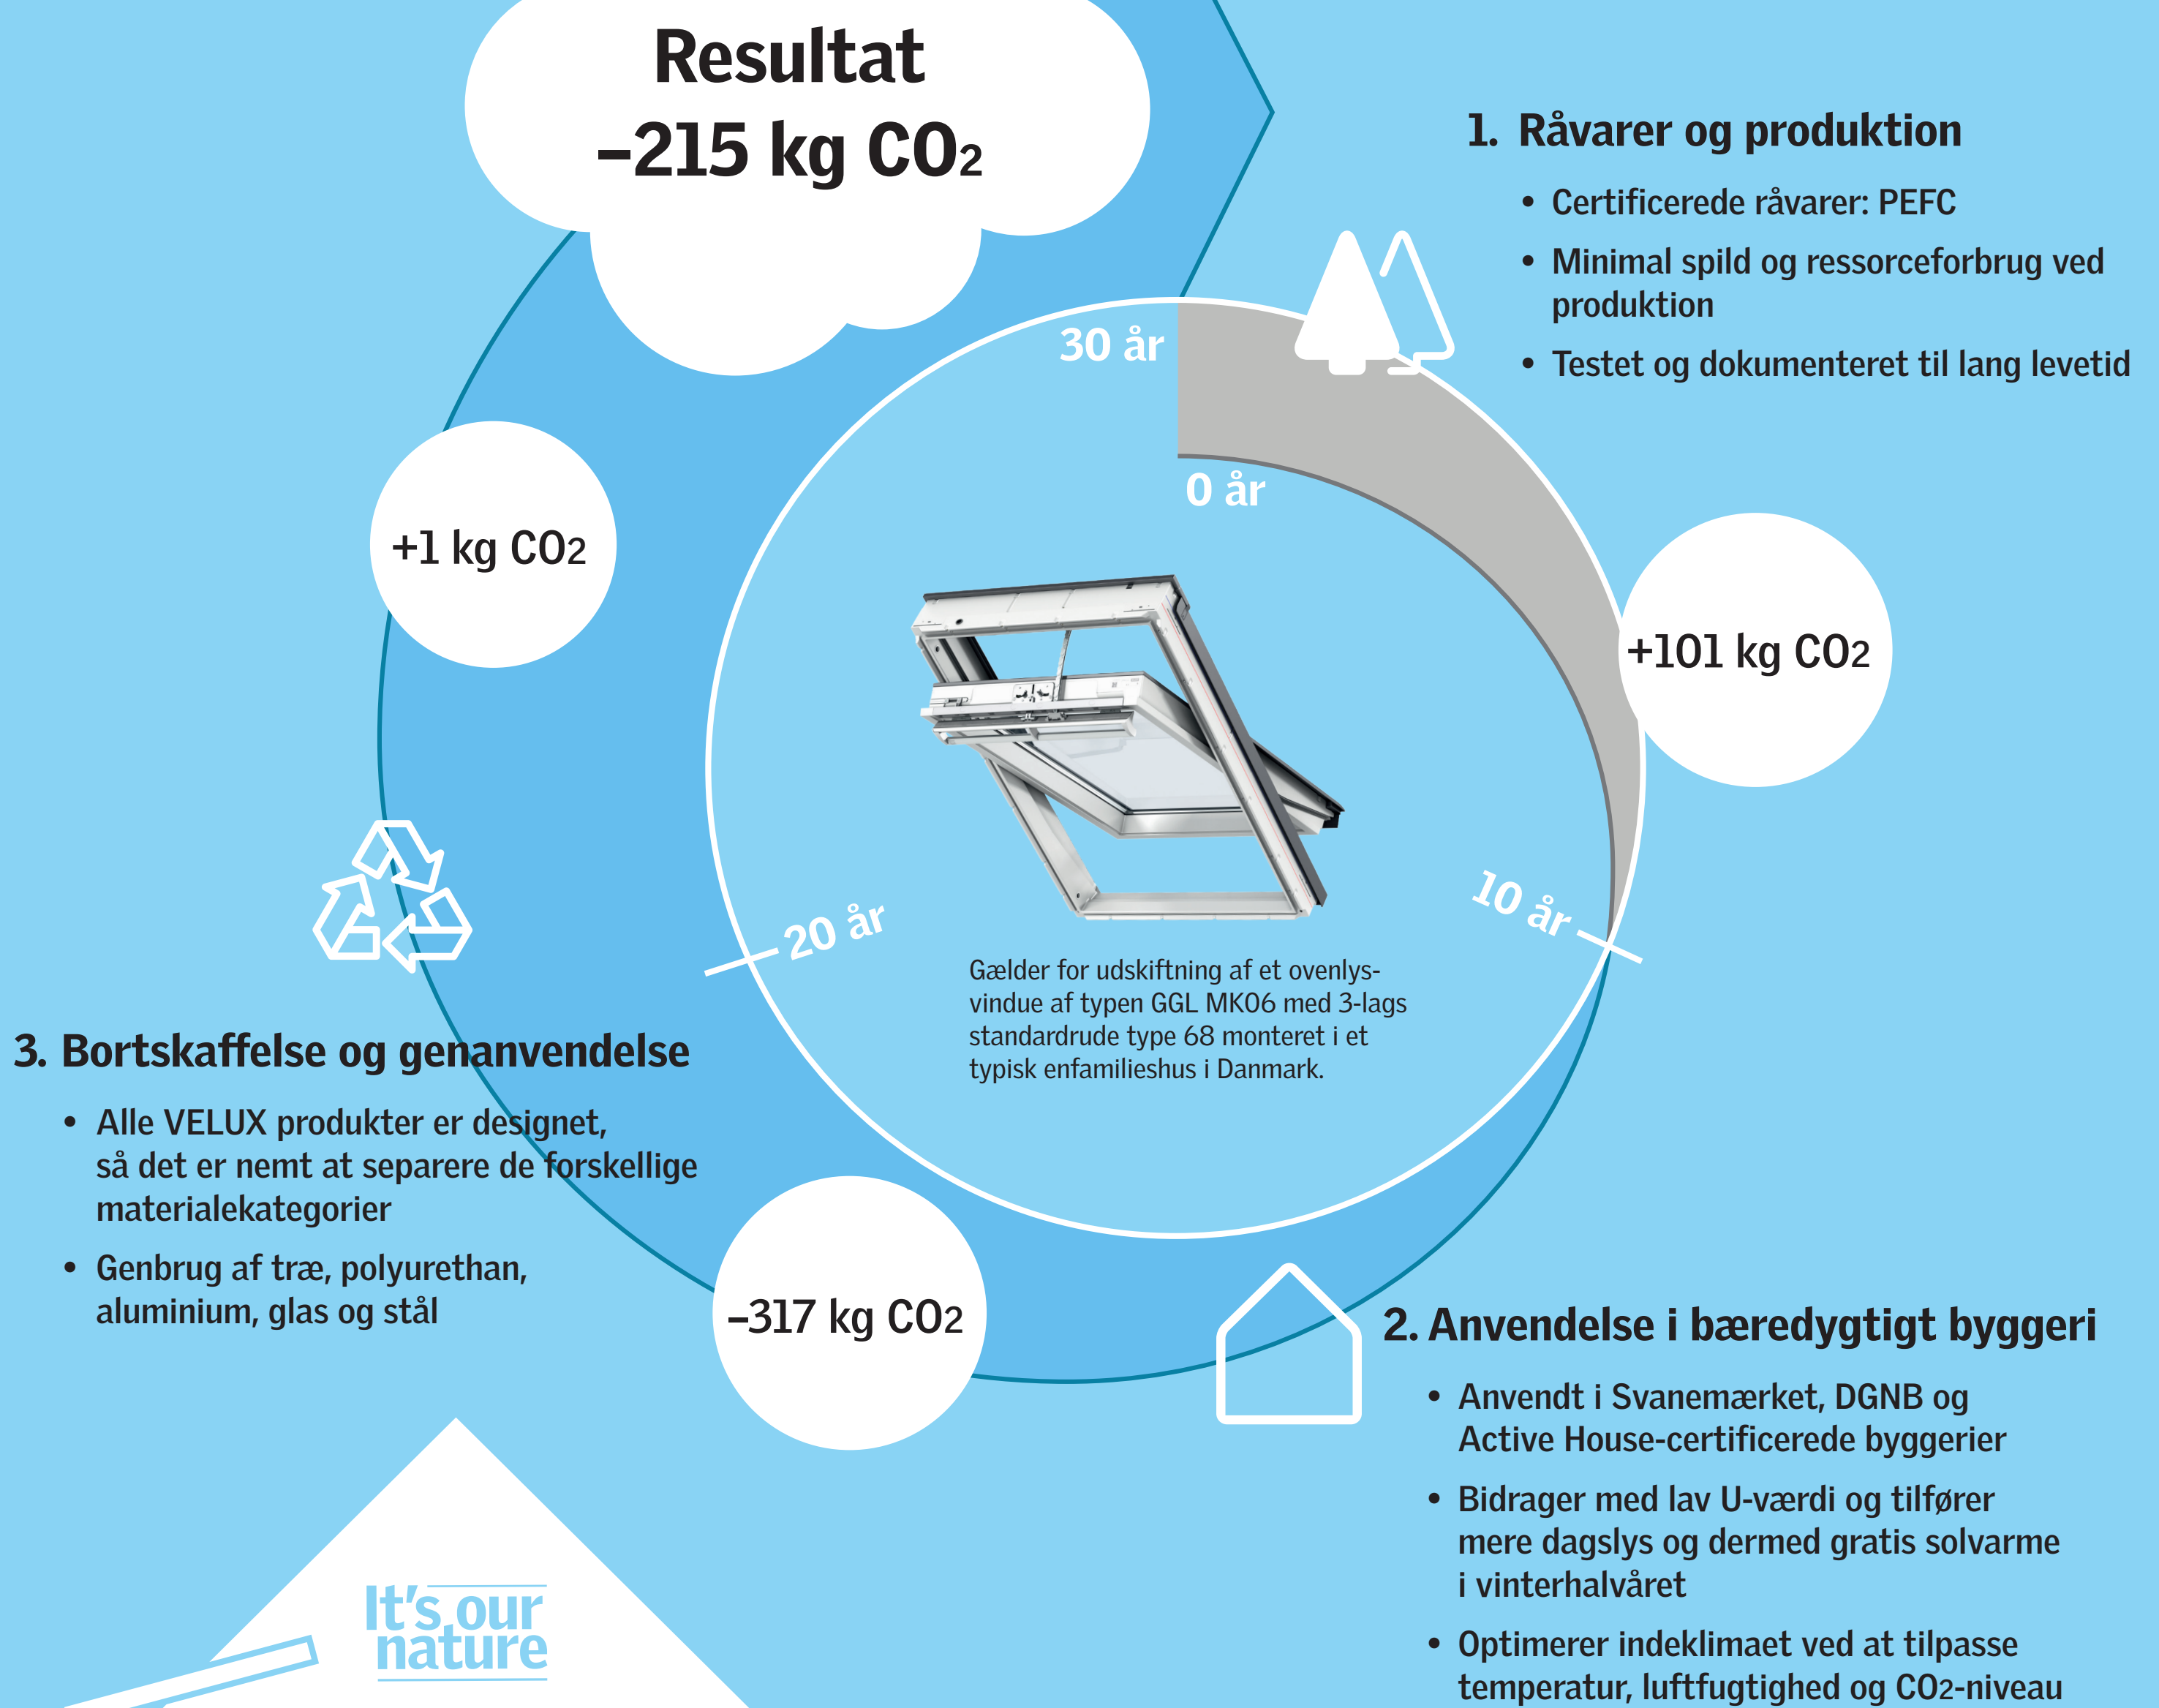 Resultat
–215 kg CO2
1. Råvarer og produktion
• Certificerede råvarer: PEFC
• Minimal spild og ressorceforbrug ved
produktion
• Testet og dokumenteret til lang levetid
30 år
0 år
+1 kg CO2
+101 kg CO2
10 år
20 år
Gælder for udskiftning af et ovenlys-
vindue af typen GGL MK06 med 3-lags
standardrude type 68 monteret i et
typisk enfamilieshus i Danmark.
3. Bortskaffelse og genanvendelse
• Alle VELUX produkter er designet,
så det er nemt at separere de forskellige
materialekategorier
• Genbrug af træ, polyurethan,
aluminium, glas og stål
–317 kg CO2
2. Anvendelse i bæredygtigt byggeri
• Anvendt i Svanemærket, DGNB og
Active House-certificerede byggerier
• Bidrager med lav U-værdi og tilfører
mere dagslys og dermed gratis solvarme
i vinterhalvåret
• Optimerer indeklimaet ved at tilpasse
temperatur, luftfugtighed og CO2-niveau
It's our
nature